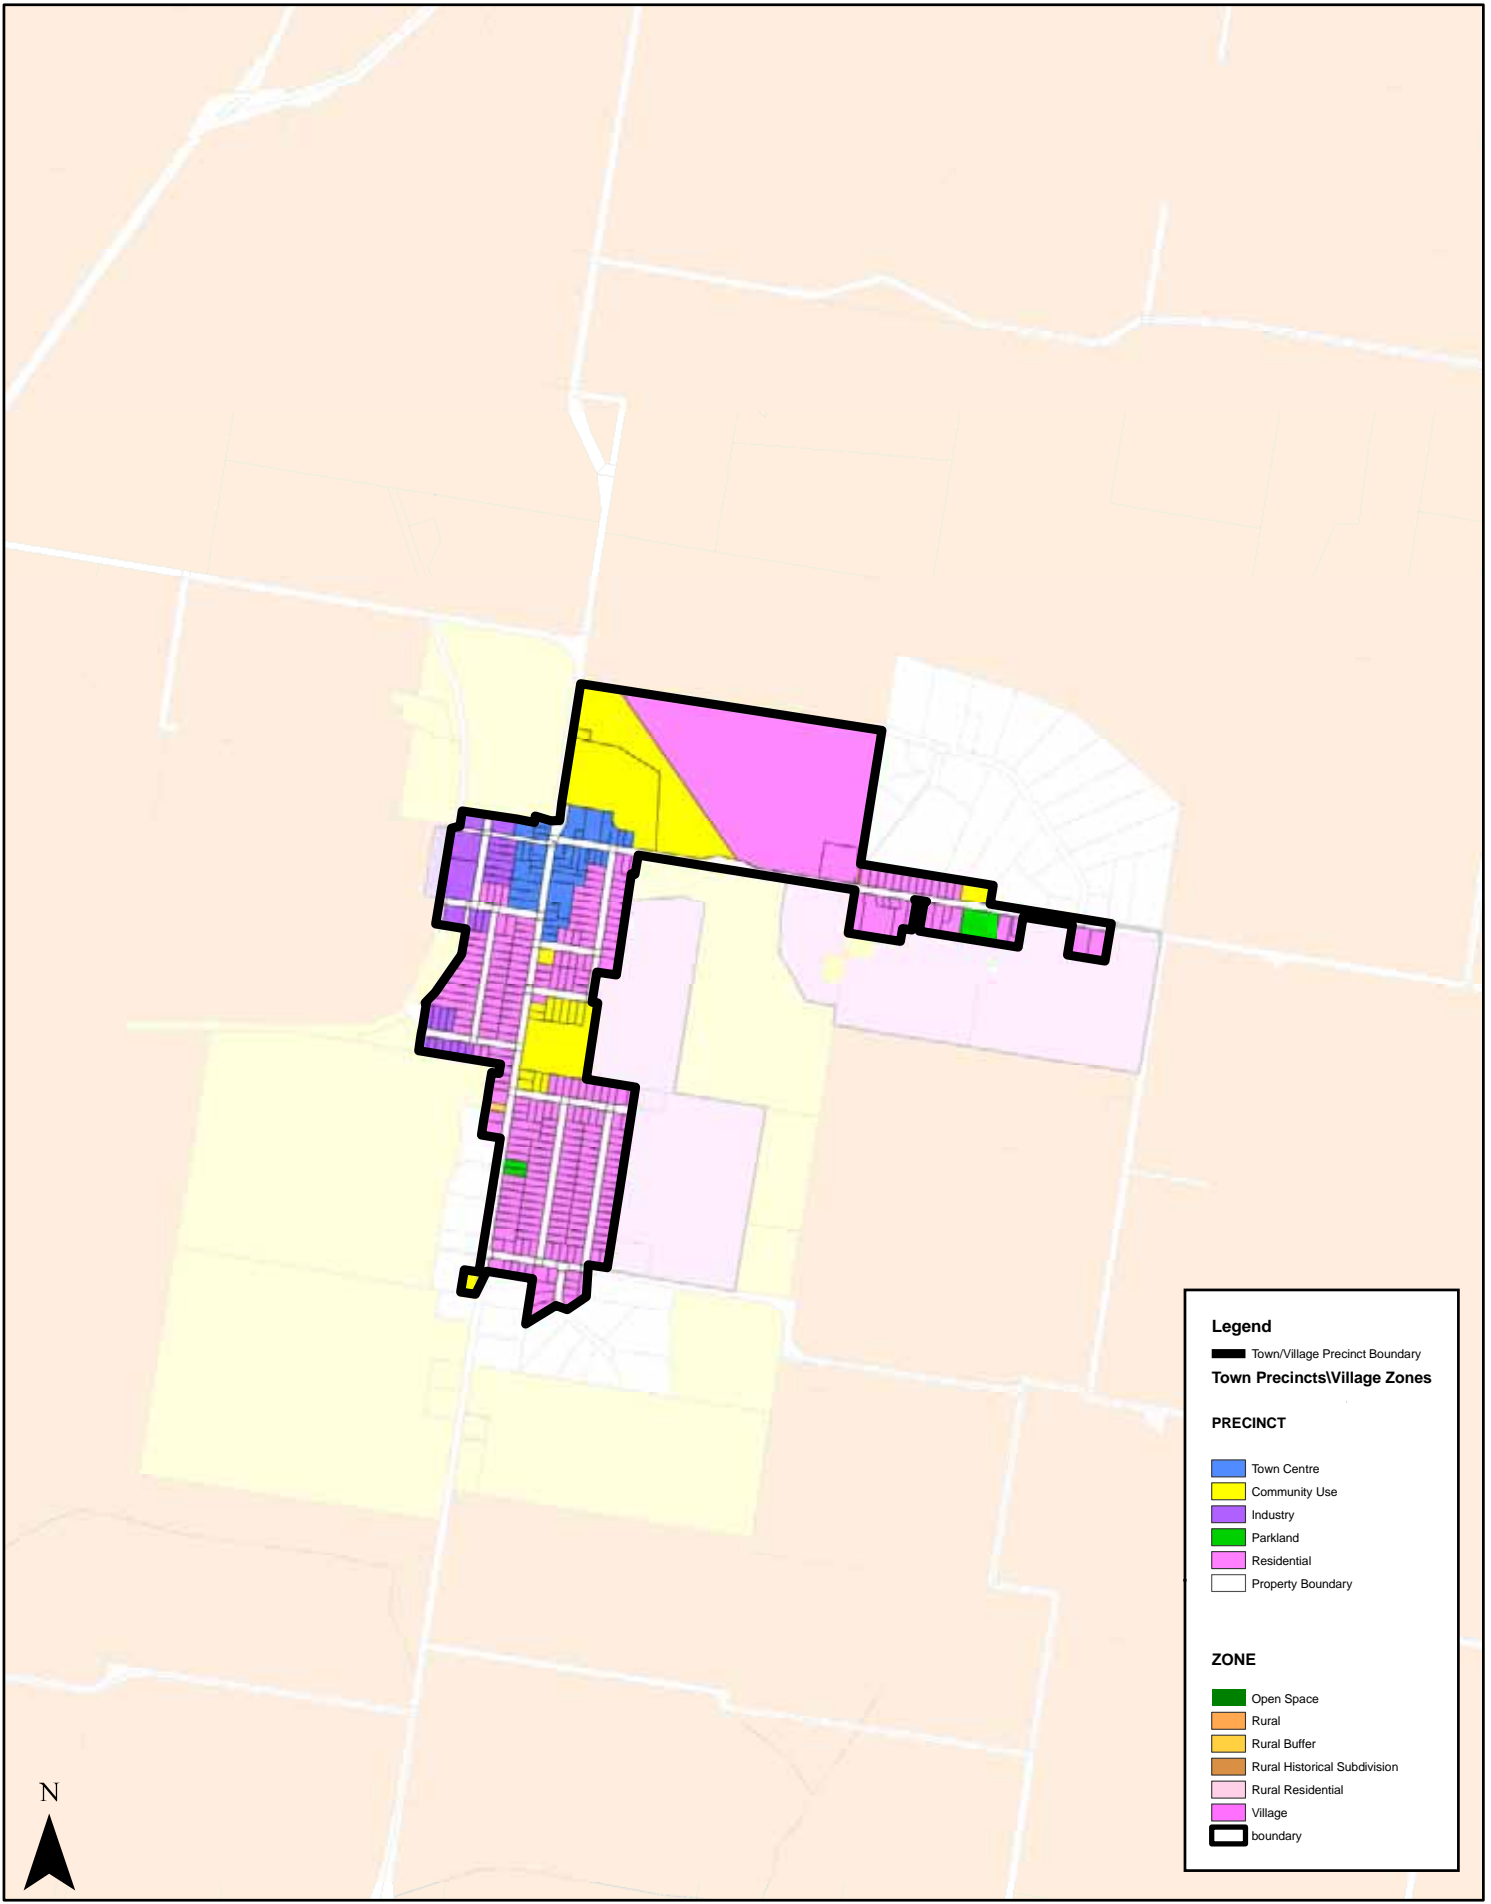 Legend
Town/Village Precinct Boundary
Town Precincts\Village Zones
PRECINCT
Town Centre
Community Use
Industry
Parkland
Residential
Property Boundary
ZONE
Open Space
Rural
Rural Buffer
Rural Historical Subdivision
Rural Residential
Village
boundary
N